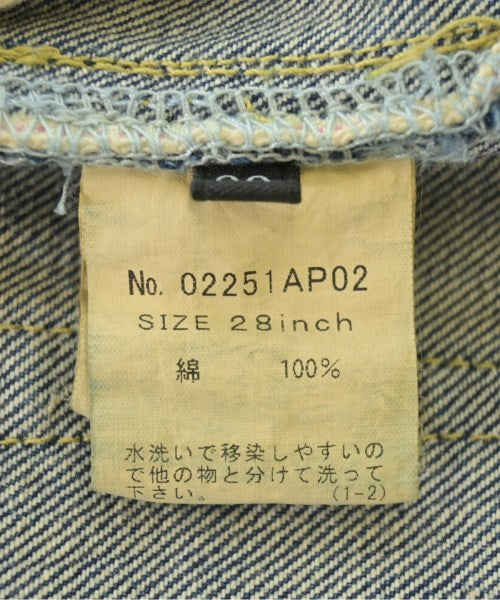 No. 02251AP02
SIZE 28inch
綿 100%
水洗いで移染しやすいの
で他の物と分けて洗って
下さい。 (1-2)